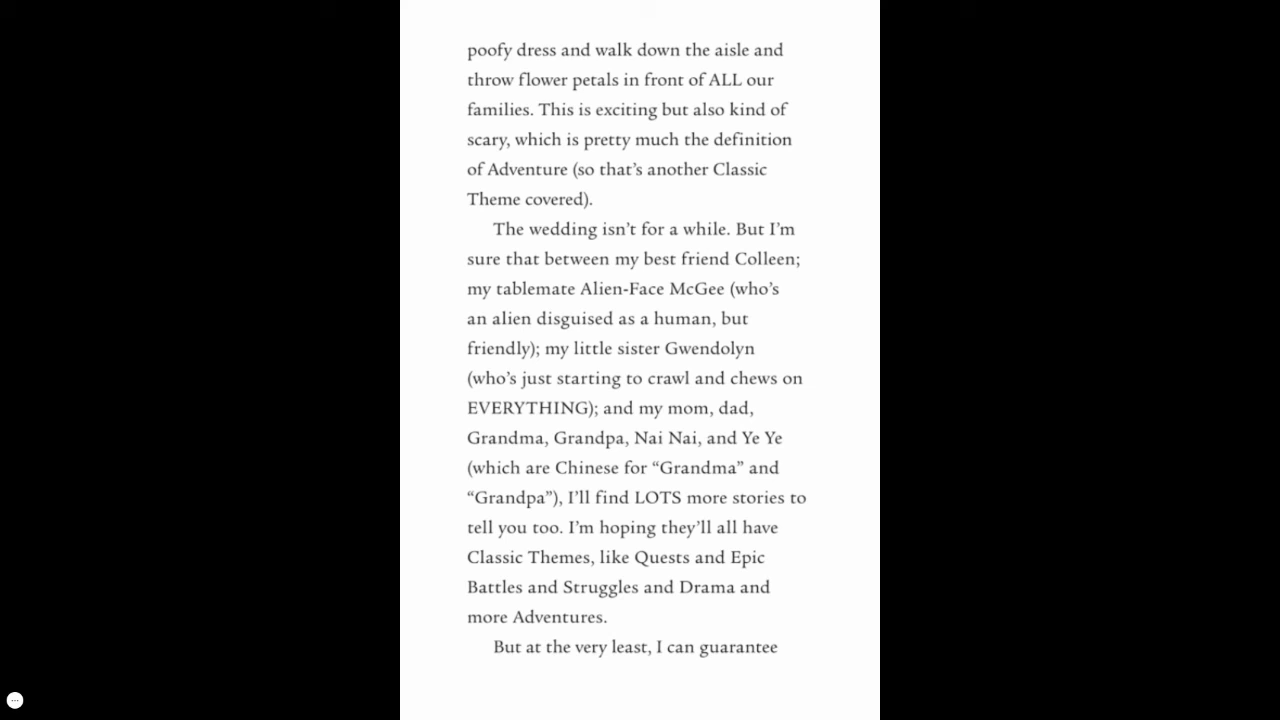 poofy dress and walk down the aisle and
throw flower petals in front of ALL our
families. This is exciting but also kind of
scary, which is pretty much the definition
of Adventure (so that’s another Classic
Theme covered).
The wedding isn’t for a while. But I’m
sure that between my best friend Colleen;
my tablemate Alien-Face McGee (who’s
an alien disguised as a human, but
friendly); my little sister Gwendolyn
(who’s just starting to crawl and chews on
EVERYTHING); and my mom, dad,
Grandma, Grandpa, Nai Nai, and Ye Ye
(which are Chinese for “Grandma” and
“Grandpa”), I’ll find LOTS more stories to
tell you too. I’m hoping they’ll all have
Classic Themes, like Quests and Epic
Battles and Struggles and Drama and
more Adventures.
But at the very least, I can guarantee